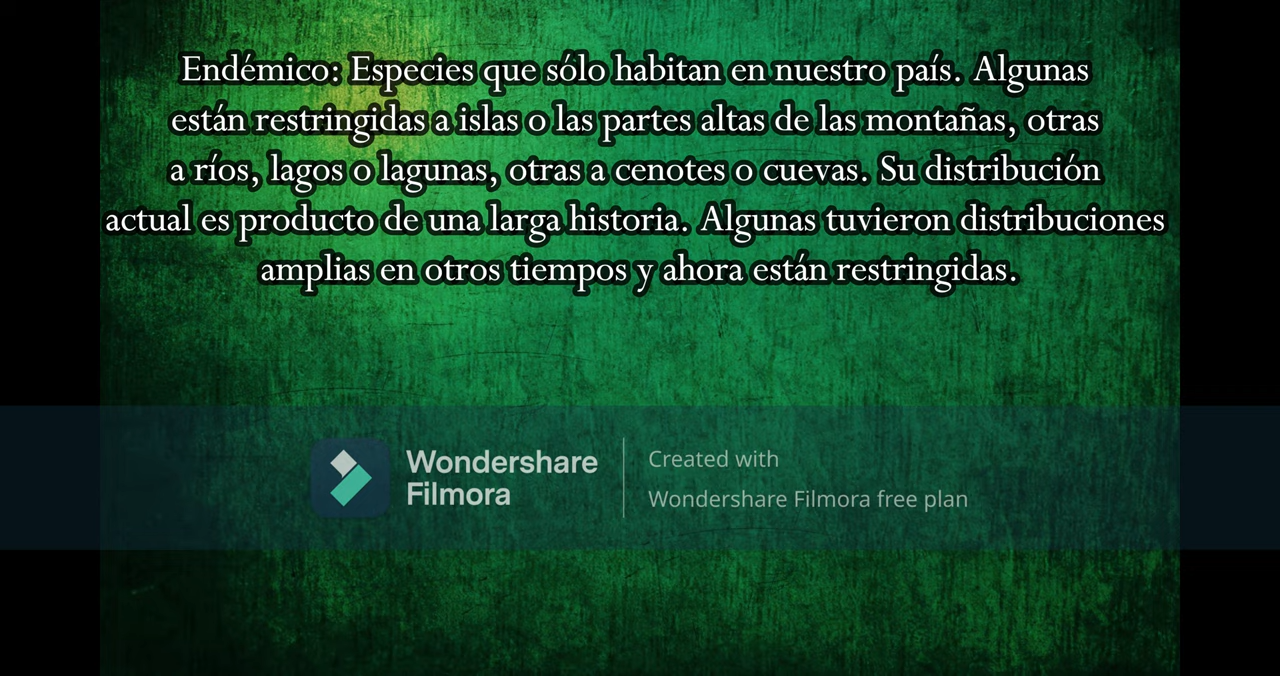 Endémico: Especies que sólo habitan en nuestro país. Algunas
están restringidas a islas o las partes altas de las montañas, otras
a ríos, lagos o lagunas, otras a cenotes o cuevas. Su distribución
actual es producto de una larga historia. Algunas tuvieron distribuciones
amplias en otros tiempos y ahora están restringidas.
Wondershare
Filmora
Created with
Wondershare Filmora free plan